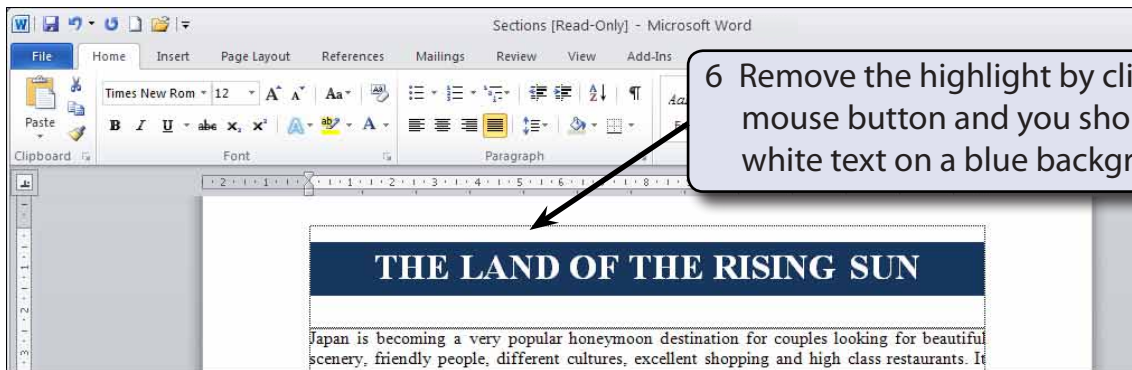 Sections [Read-Only] - Microsoft Word
File Home Insert Page Layout References Mailings Review View Add-Ins
Times New Rom 12
Paste
Clipboard Font Paragraph
6 Remove the highlight by cli
mouse button and you sho
white text on a blue backgr
THE LAND OF THE RISING SUN
Japan is becoming a very popular honeymoon destination for couples looking for beautiful
scenery, friendly people, different cultures, excellent shopping and high class restaurants. It